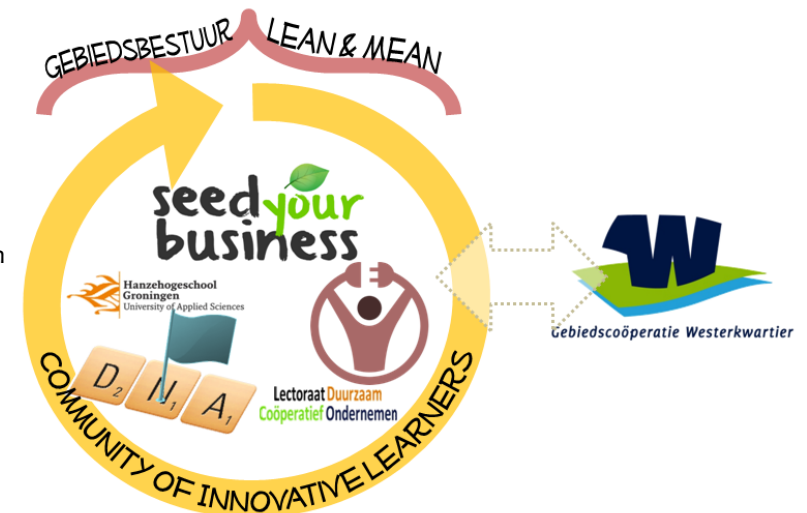 GEBIEDSBESTUUR LEAN & MEAN
seed your
business
n
Hanzehogeschool
Groningen
University of Applied Sciences
D2 N1 A1
Lectoraat Duurzaam
Coöperatief Ondernemen
COMMUNITY OF INNOVATIVE LEARNERS
W
Gebiedscoöperatie Westerkwartier